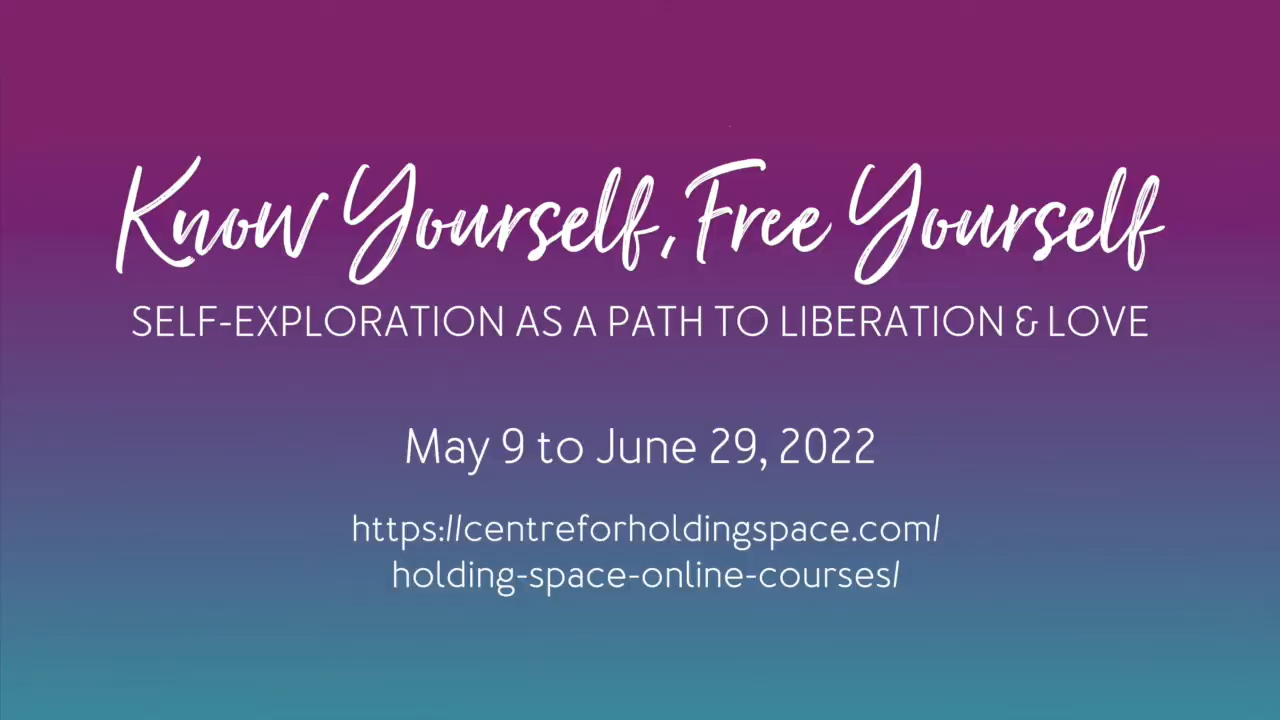 Know Yourself, Free Yourself
SELF-EXPLORATION AS A PATH TO LIBERATION & LOVE
May 9 to June 29, 2022
https://centreforholdingspace.com/
holding-space-online-courses/